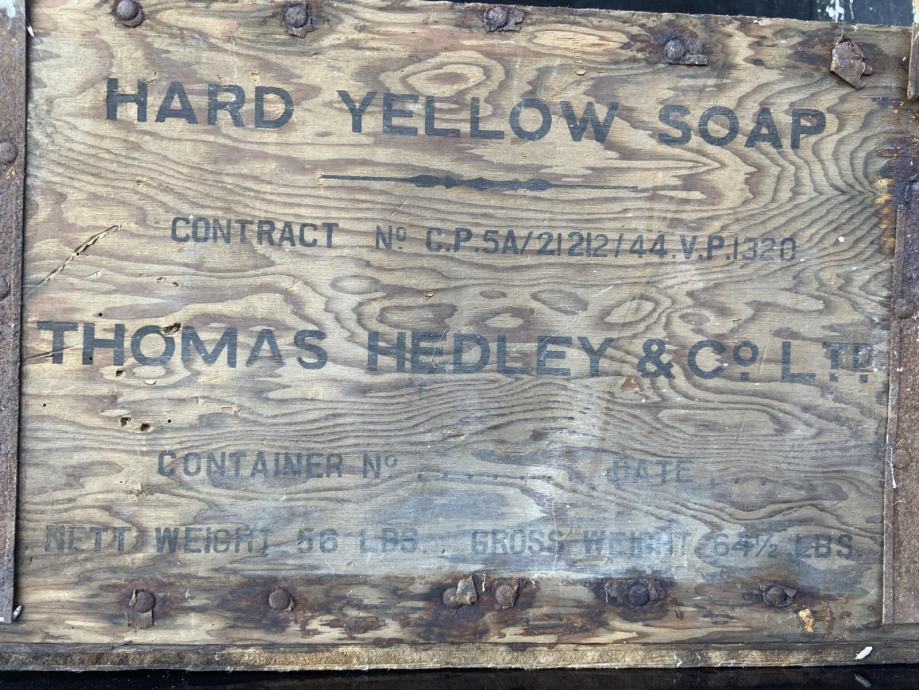 HARD YELLOW SOAP
CONTRACT Nº C.P.5A/21212/44.V.P.1320
THOMAS HEDLEY & Cº. LTD
CONTAINER Nº .......... DATE
NETT WEIGHT 56 LBS. GROSS WEIGHT 64½ LBS